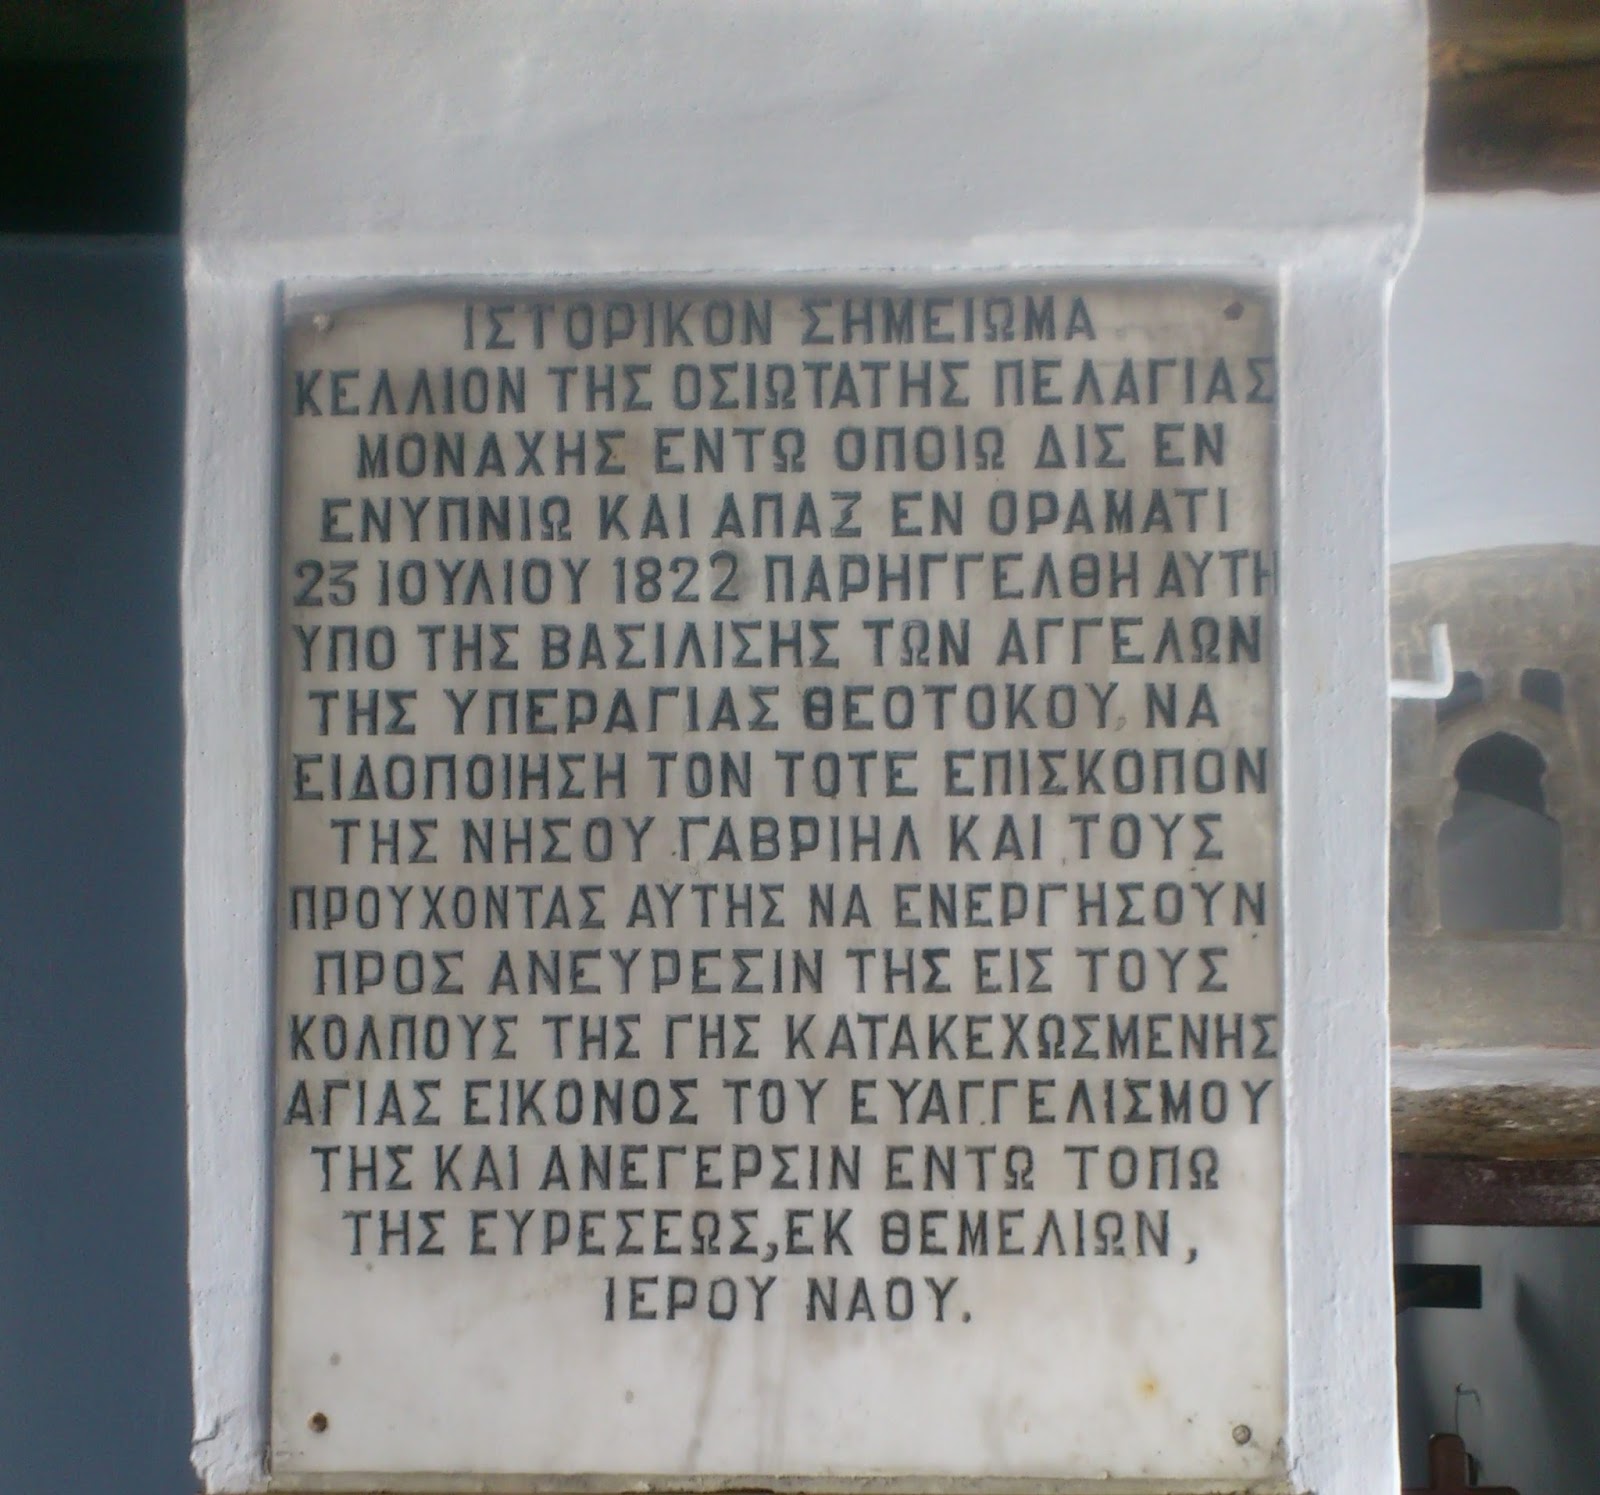 ΙΣΤΟΡΙΚΟΝ ΣΗΜΕΙΩΜΑ
ΚΕΛΛΙΟΝ ΤΗΣ ΟΣΙΩΤΑΤΗΣ ΠΕΛΑΓΙΑΣ
ΜΟΝΑΧΗΣ ΕΝΤΩ ΟΠΟΙΩ ΔΙΣ ΕΝ
ΕΝΥΠΝΙΩ ΚΑΙ ΑΠΑΞ ΕΝ ΟΡΑΜΑΤΙ
23 ΙΟΥΛΙΟΥ 1822 ΠΑΡΗΓΓΕΛΘΗ ΑΥΤΗ
ΥΠΟ ΤΗΣ ΒΑΣΙΛΙΣΗΣ ΤΩΝ ΑΓΓΕΛΩΝ
ΤΗΣ ΥΠΕΡΑΓΙΑΣ ΘΕΟΤΟΚΟΥ, ΝΑ
ΕΙΔΟΠΟΙΗΣΗ ΤΟΝ ΤΟΤΕ ΕΠΙΣΚΟΠΟΝ
ΤΗΣ ΝΗΣΟΥ ΓΑΒΡΙΗΛ ΚΑΙ ΤΟΥΣ
ΠΡΟΥΧΟΝΤΑΣ ΑΥΤΗΣ ΝΑ ΕΝΕΡΓΗΣΟΥΝ
ΠΡΟΣ ΑΝΕΥΡΕΣΙΝ ΤΗΣ ΕΙΣ ΤΟΥΣ
ΚΟΛΠΟΥΣ ΤΗΣ ΓΗΣ ΚΑΤΑΚΕΧΩΣΜΕΝΗΣ
ΑΓΙΑΣ ΕΙΚΟΝΟΣ ΤΟΥ ΕΥΑΓΓΕΛΙΣΜΟΥ
ΤΗΣ ΚΑΙ ΑΝΕΓΕΡΣΙΝ ΕΝΤΩ ΤΟΠΩ
ΤΗΣ ΕΥΡΕΣΕΩΣ, ΕΚ ΘΕΜΕΛΙΩΝ,
ΙΕΡΟΥ ΝΑΟΥ.